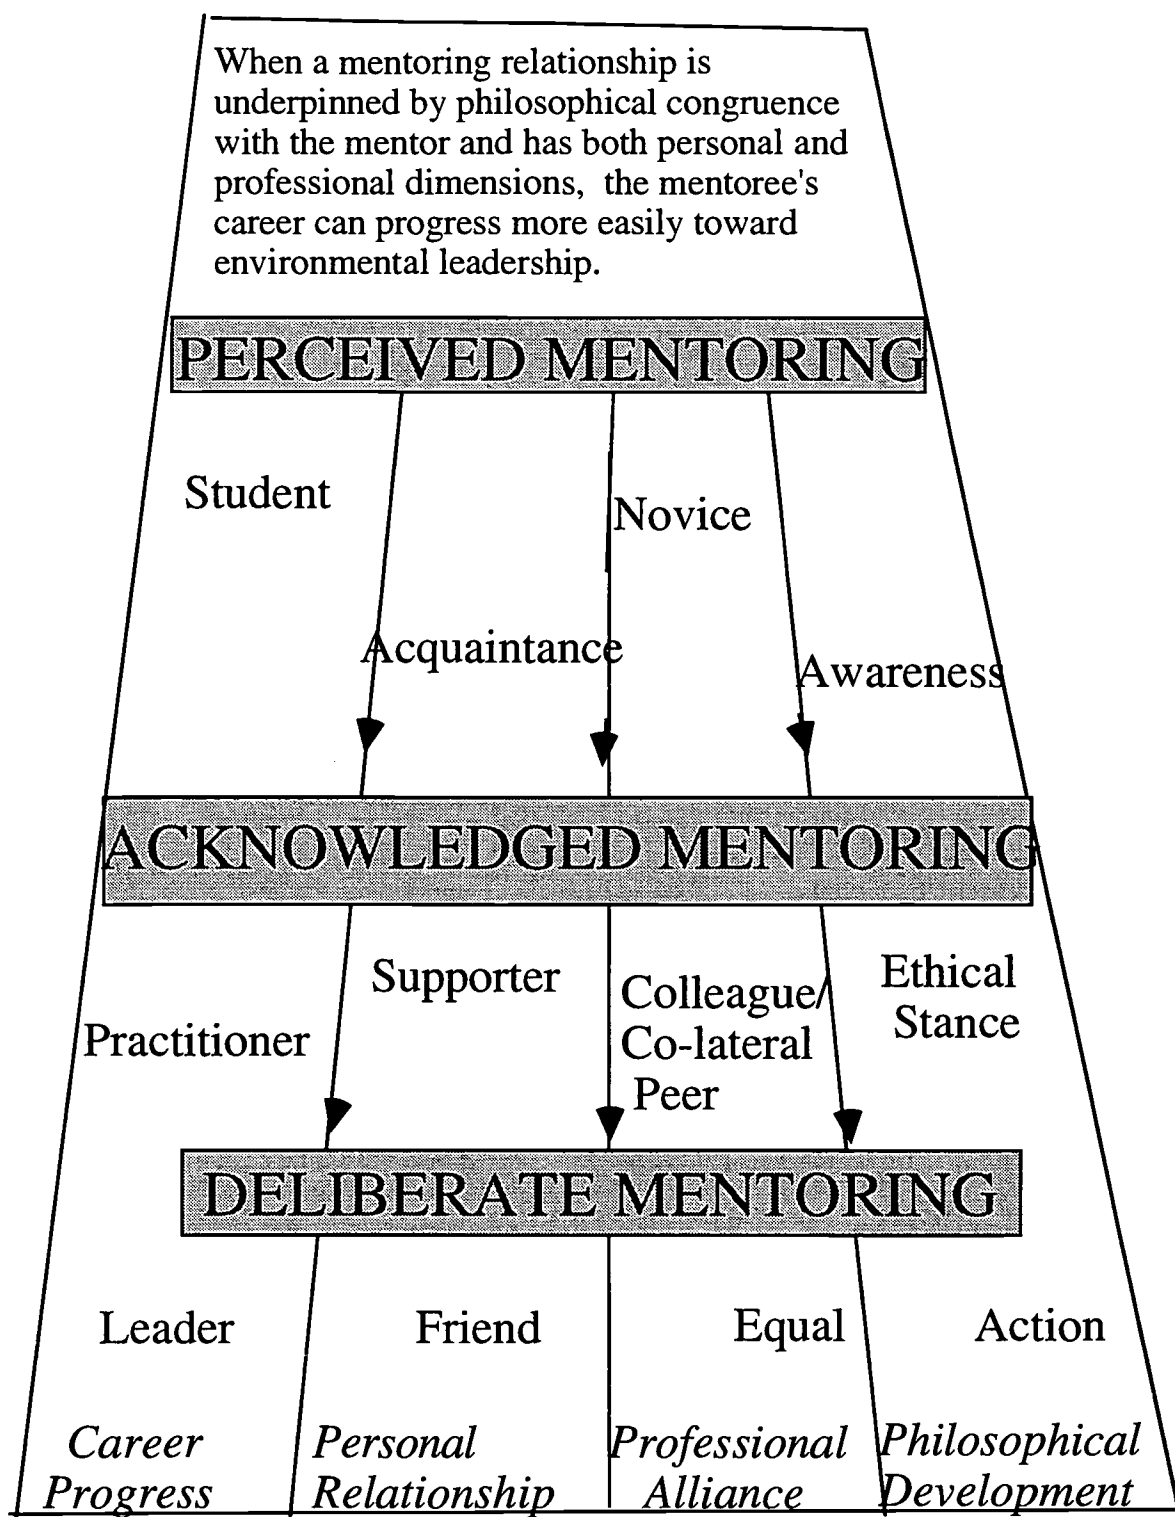 When a mentoring relationship is
underpinned by philosophical congruence
with the mentor and has both personal and
professional dimensions, the mentoree's
career can progress more easily toward
environmental leadership.
PERCEIVED MENTORING
Student
Novice
Acquaintance
Awareness
ACKNOWLEDGED MENTORING
Supporter
Ethical
Stance
Colleague/
Co-lateral
Peer
Practitioner
DELIBERATE MENTORING
Leader
Friend
Equal
Action
Career
Progress
Personal
Relationship
Professional
Alliance
Philosophical
Development